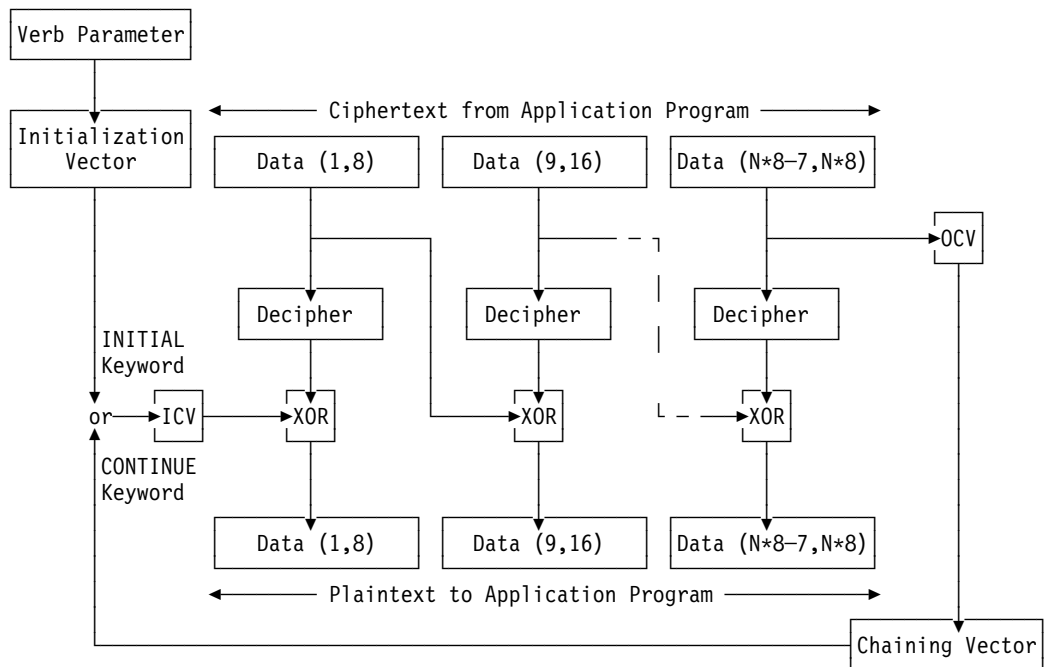 Verb Parameter
Ciphertext from Application Program
Initialization
Vector
Data (1,8)
Data (9,16)
Data (N*8–7,N*8)
OCV
Decipher
Decipher
Decipher
INITIAL
Keyword
or
ICV
XOR
XOR
XOR
CONTINUE
Keyword
Data (1,8)
Data (9,16)
Data (N*8–7,N*8)
Plaintext to Application Program
Chaining Vector